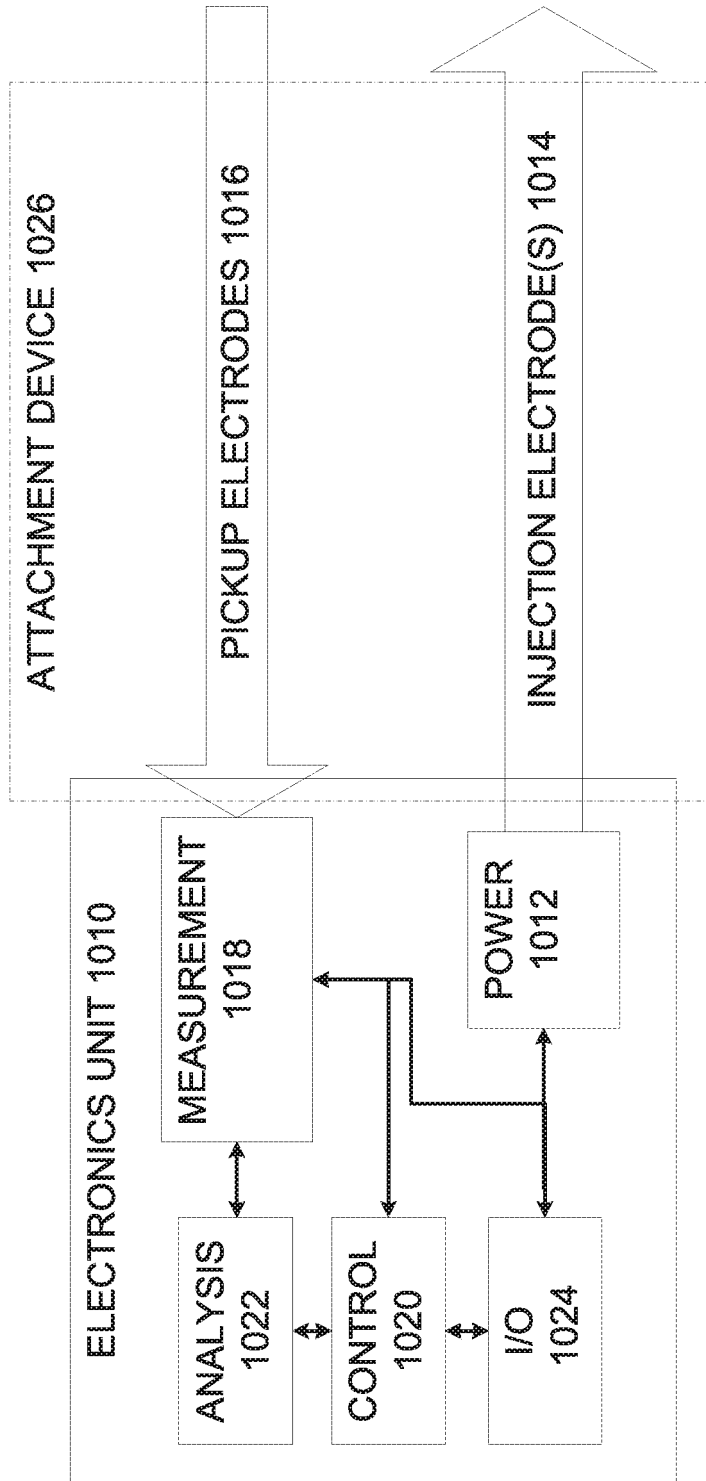 ELECTRONICS UNIT 1010
ANALYSIS
1022
CONTROL
1020
I/O
1024
MEASUREMENT
1018
POWER
1012
ATTACHMENT DEVICE 1026
PICKUP ELECTRODES 1016
INJECTION ELECTRODE(S) 1014